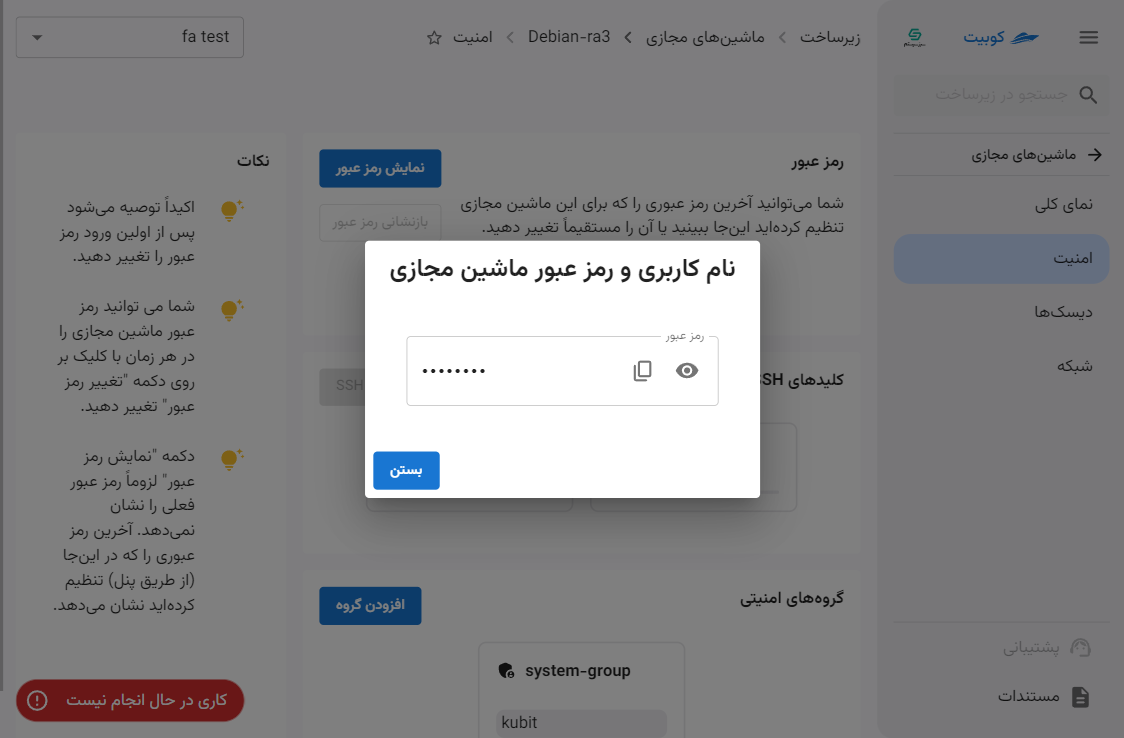 کوبیت
زیرساخت
ماشین‌های مجازی
Debian-ra3
امنیت
fa test
جستجو در زیرساخت
ماشین‌های مجازی
نمای کلی
امنیت
دیسک‌ها
شبکه
پشتیبانی
مستندات
رمز عبور
نمایش رمز عبور
شما می‌توانید آخرین رمز عبوری را که برای این ماشین مجازی
تنظیم کرده‌اید این‌جا ببینید یا آن را مستقیماً تغییر دهید.
بازنشانی رمز عبور
نام کاربری و رمز عبور ماشین مجازی
رمز عبور
••••••••
بستن
کلیدهای SSH
SSH
گروه‌های امنیتی
افزودن گروه
system-group
kubit
نکات
اکیداً توصیه می‌شود
پس از اولین ورود رمز
عبور را تغییر دهید.
شما می توانید رمز
عبور ماشین مجازی را
در هر زمان با کلیک بر
روی دکمه "تغییر رمز
عبور" تغییر دهید.
دکمه "نمایش رمز
عبور" لزوماً رمز عبور
فعلی را نشان
نمی‌دهد. آخرین رمز
عبوری را که در این‌جا
(از طریق پنل) تنظیم
کرده‌اید نشان می‌دهد.
کاری در حال انجام نیست